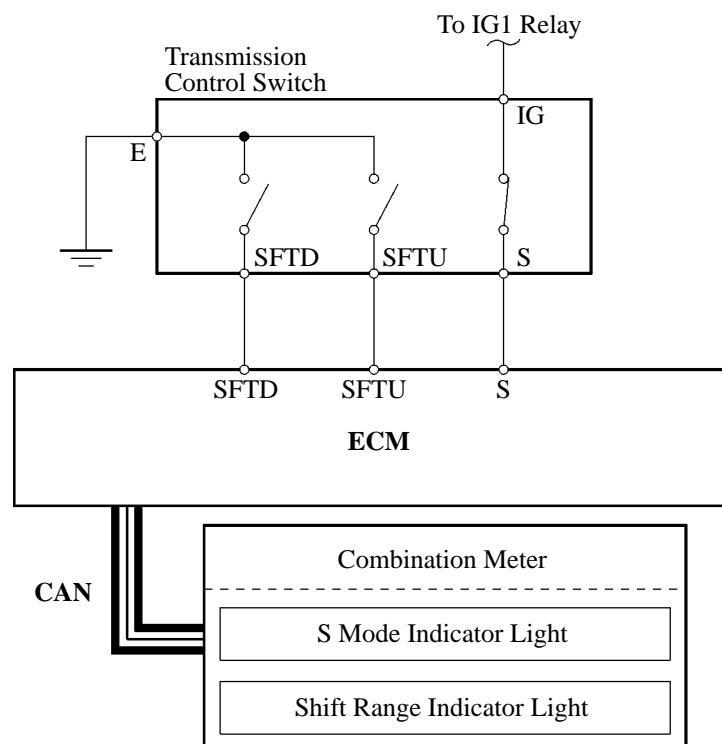 To IG1 Relay
Transmission
Control Switch
IG
E
SFTD
SFTU
S
SFTD
SFTU
S
ECM
CAN
Combination Meter
S Mode Indicator Light
Shift Range Indicator Light